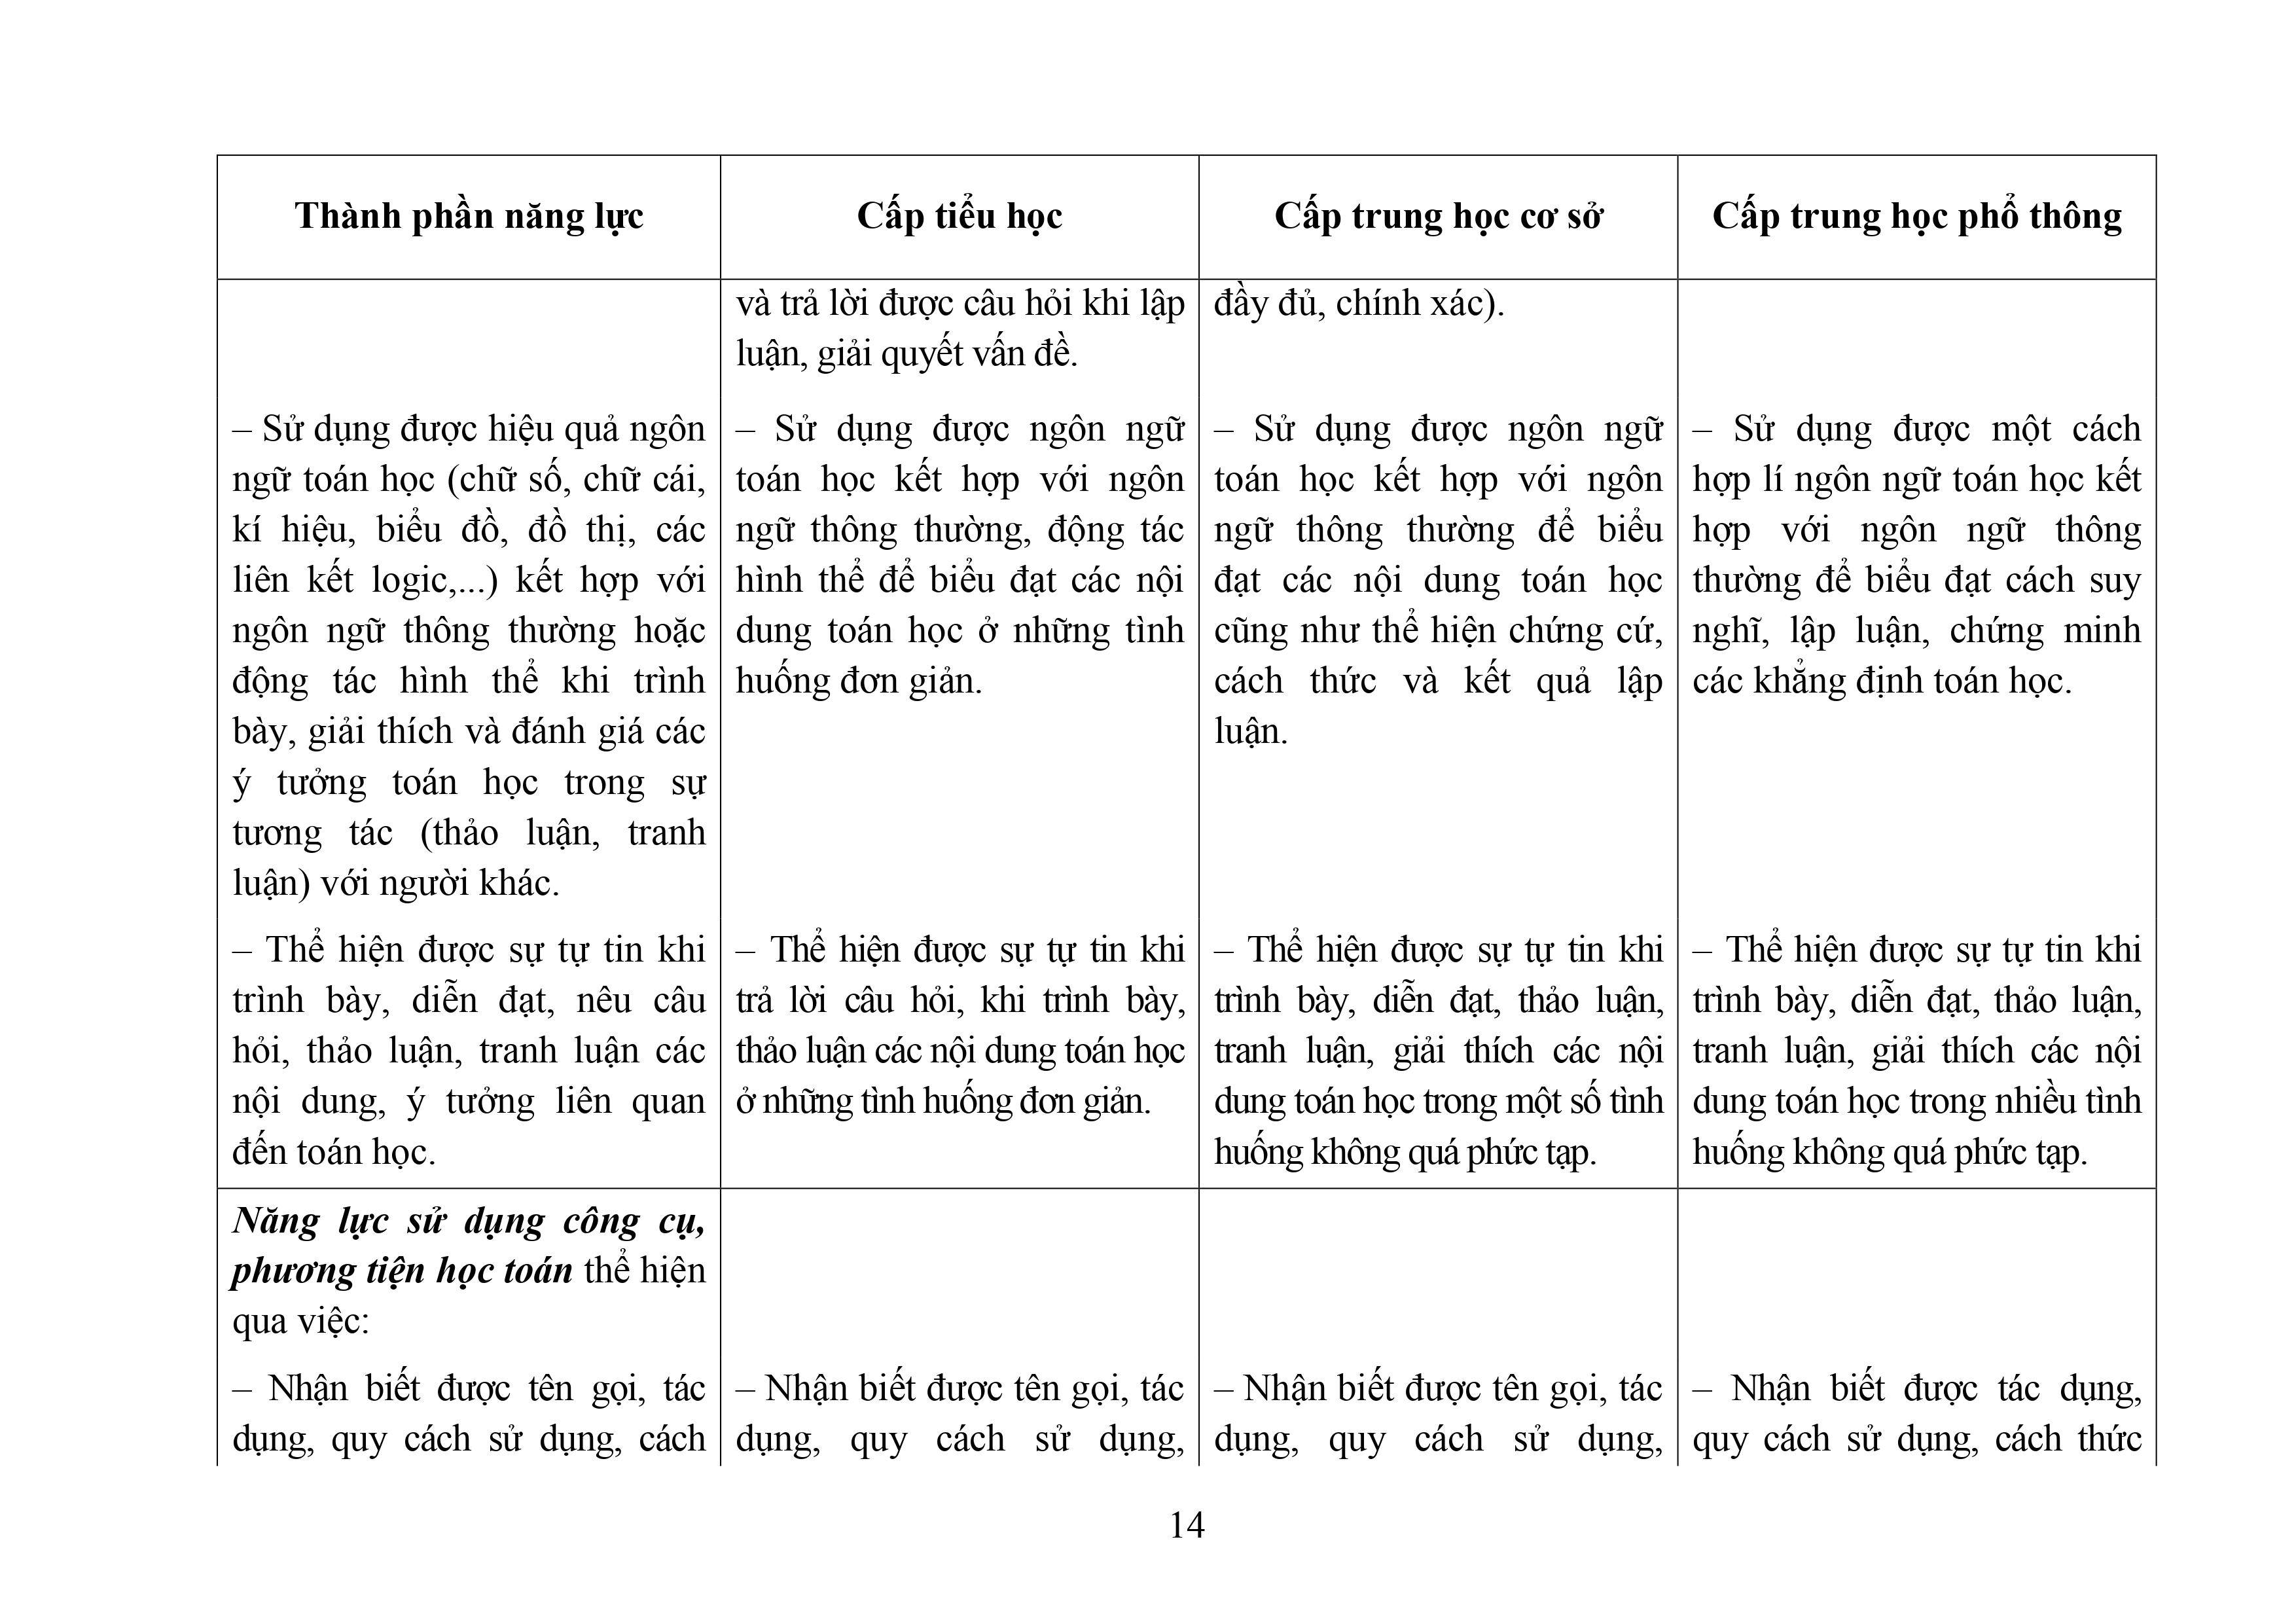 Thành phần năng lực
Cấp tiểu học
Cấp trung học cơ sở
Cấp trung học phổ thông
và trả lời được câu hỏi khi lập
luận, giải quyết vấn đề.
đầy đủ, chính xác).
– Sử dụng được hiệu quả ngôn
ngữ toán học (chữ số, chữ cái,
kí hiệu, biểu đồ, đồ thị, các
liên kết logic,...) kết hợp với
ngôn ngữ thông thường hoặc
động tác hình thể khi trình
bày, giải thích và đánh giá các
ý tưởng toán học trong sự
tương tác (thảo luận, tranh
luận) với người khác.
– Sử dụng được ngôn ngữ
toán học kết hợp với ngôn
ngữ thông thường, động tác
hình thể để biểu đạt các nội
dung toán học ở những tình
huống đơn giản.
– Sử dụng được ngôn ngữ
toán học kết hợp với ngôn
ngữ thông thường để biểu
đạt các nội dung toán học
cũng như thể hiện chứng cứ,
cách thức và kết quả lập
luận.
– Sử dụng được một cách
hợp lí ngôn ngữ toán học kết
hợp với ngôn ngữ thông
thường để biểu đạt cách suy
nghĩ, lập luận, chứng minh
các khẳng định toán học.
– Thể hiện được sự tự tin khi
trình bày, diễn đạt, nêu câu
hỏi, thảo luận, tranh luận các
nội dung, ý tưởng liên quan
đến toán học.
– Thể hiện được sự tự tin khi
trả lời câu hỏi, khi trình bày,
thảo luận các nội dung toán học
ở những tình huống đơn giản.
– Thể hiện được sự tự tin khi
trình bày, diễn đạt, thảo luận,
tranh luận, giải thích các nội
dung toán học trong một số tình
huống không quá phức tạp.
– Thể hiện được sự tự tin khi
trình bày, diễn đạt, thảo luận,
tranh luận, giải thích các nội
dung toán học trong nhiều tình
huống không quá phức tạp.
Năng lực sử dụng công cụ,
phương tiện học toán thể hiện
qua việc:
– Nhận biết được tên gọi, tác
dụng, quy cách sử dụng, cách
– Nhận biết được tên gọi, tác
dụng, quy cách sử dụng,
– Nhận biết được tên gọi, tác
dụng, quy cách sử dụng,
– Nhận biết được tác dụng,
quy cách sử dụng, cách thức
14